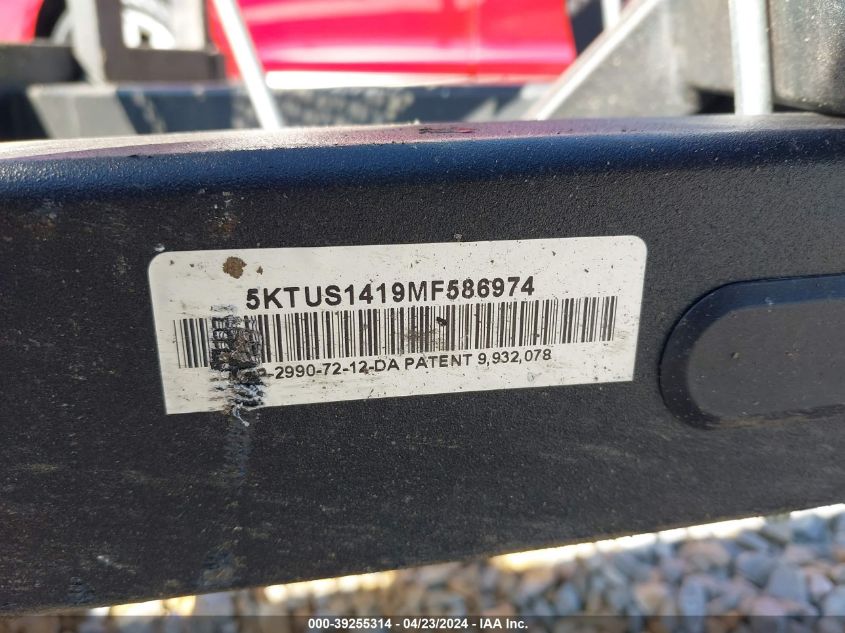 5KTUS1419MF586974
2990-72-12-DA PATENT 9,932,078
000-39255314 - 04/23/2024 - IAA Inc.